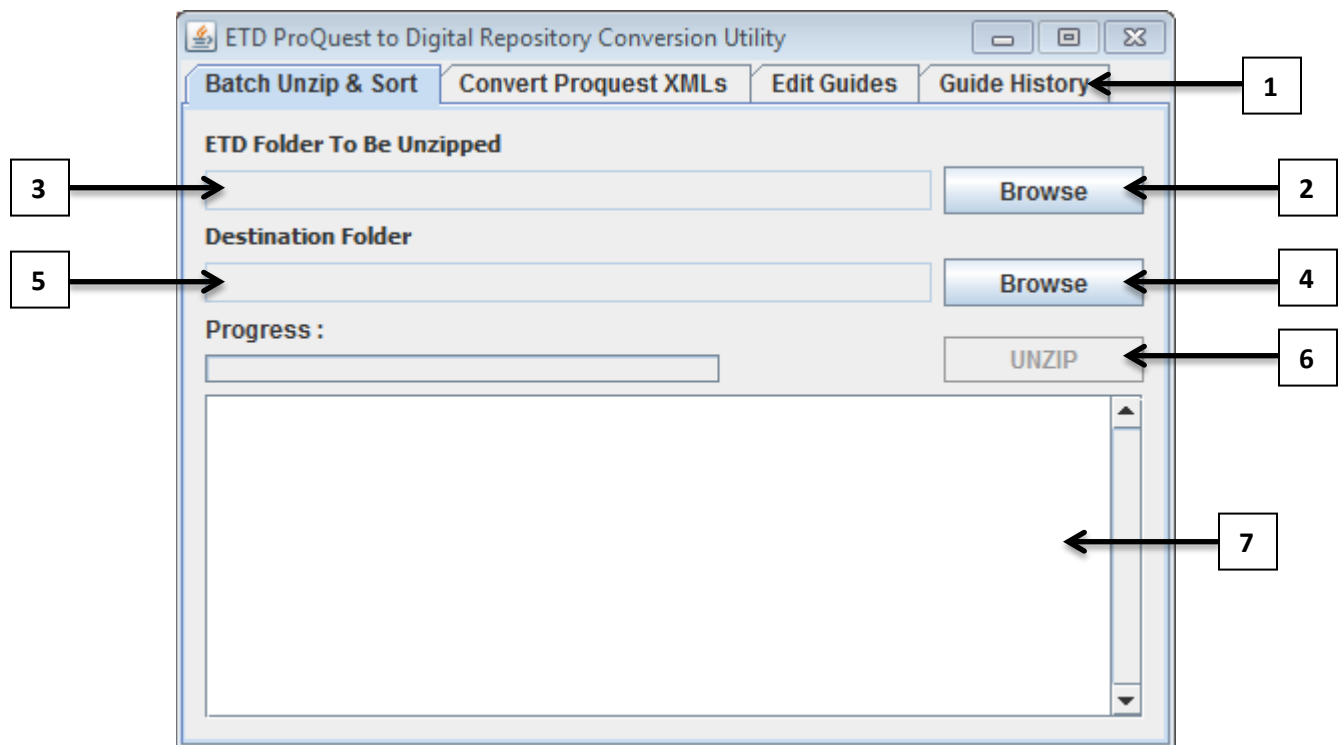 ETD ProQuest to Digital Repository Conversion Utility
Batch Unzip & Sort Convert Proquest XMLs Edit Guides Guide History 1
ETD Folder To Be Unzipped
3 Browse 2
Destination Folder
5 Browse 4
Progress :
UNZIP 6
7